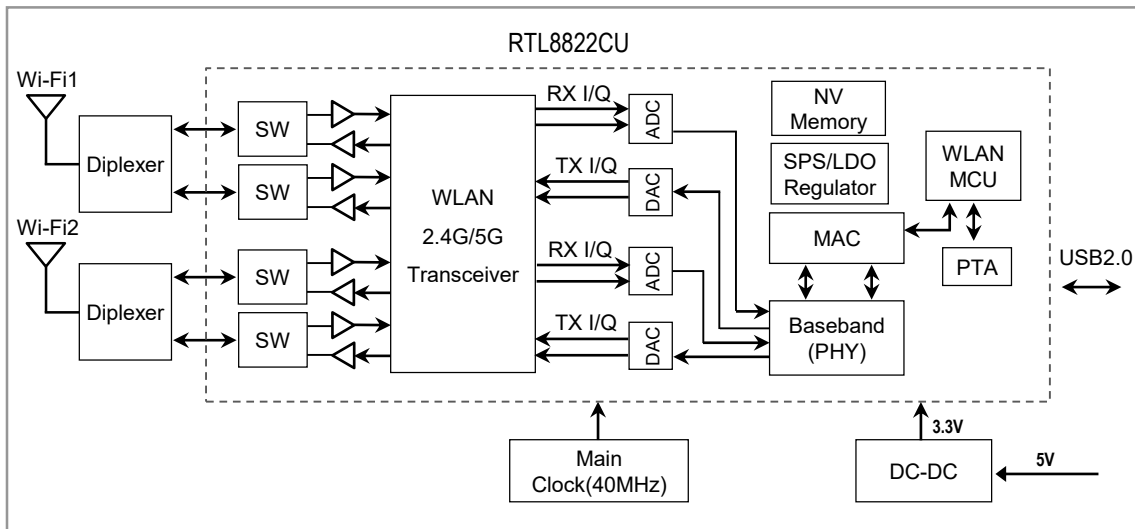 RTL8822CU
Wi-Fi1
Diplexer
SW
SW
Wi-Fi2
Diplexer
SW
SW
WLAN
2.4G/5G
Transceiver
RX I/Q
ADC
TX I/Q
DAC
RX I/Q
ADC
TX I/Q
DAC
NV
Memory
SPS/LDO
Regulator
MAC
WLAN
MCU
PTA
Baseband
(PHY)
USB2.0
Main
Clock(40MHz)
3.3V
DC-DC
5V